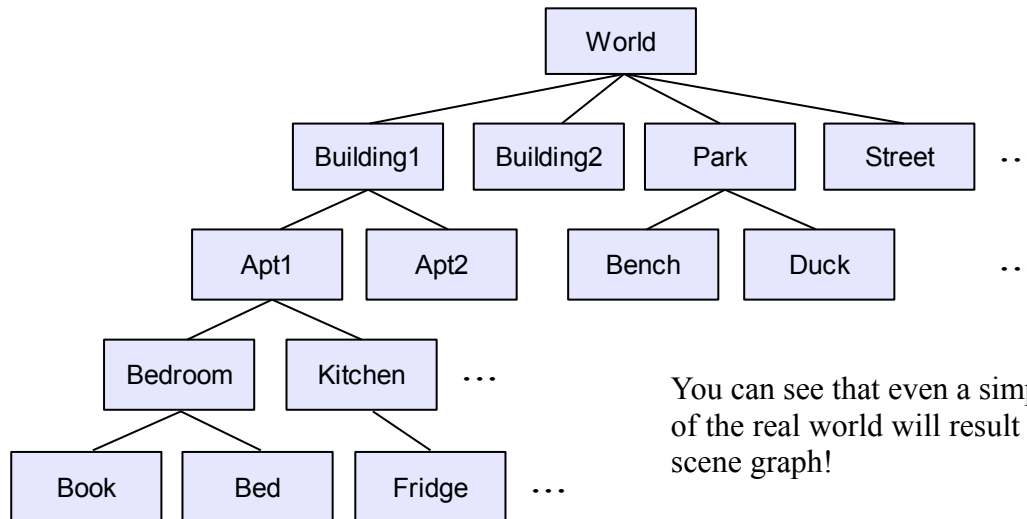 World
Building1 Building2 Park Street …
Apt1 Apt2 Bench Duck …
Bedroom Kitchen …
You can see that even a simp
of the real world will result
scene graph!
Book Bed Fridge …